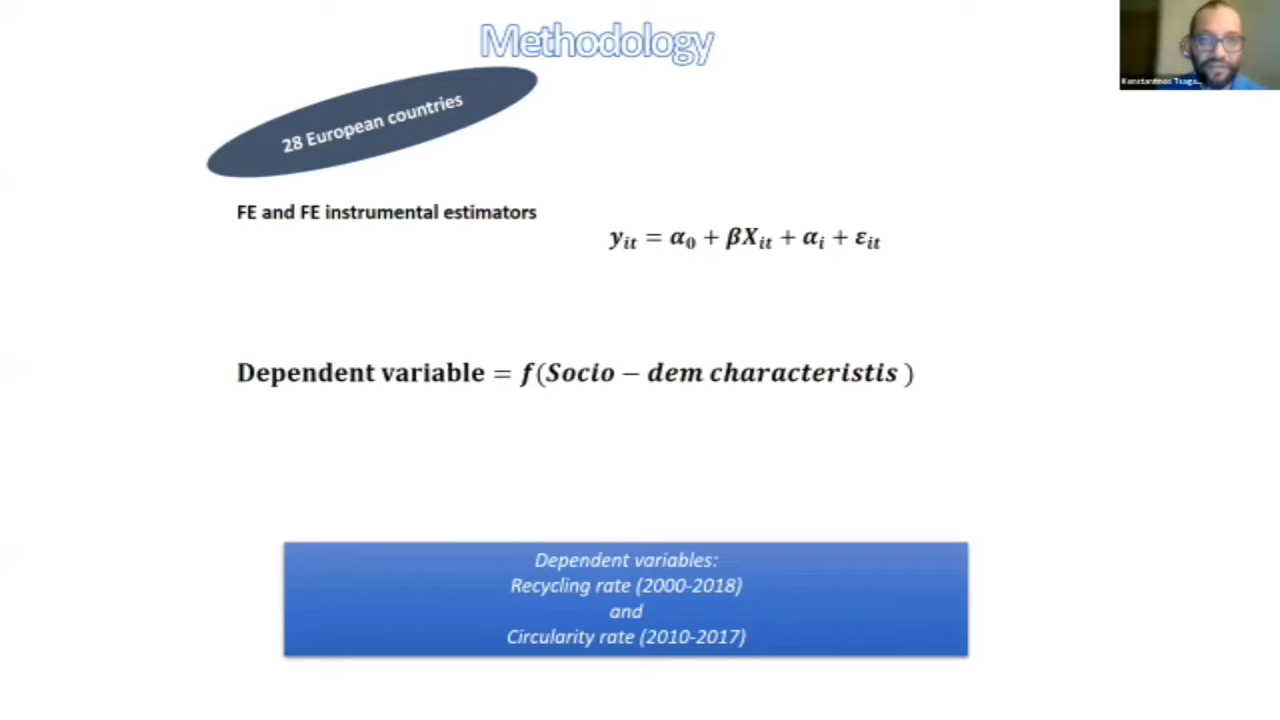 Methodology
28 European countries
FE and FE instrumental estimators
yᵢₜ = α₀ + βXᵢₜ + αᵢ + εᵢₜ
Dependent variable = f(Socio − dem characteristis )
Dependent variables:
Recycling rate (2000-2018)
and
Circularity rate (2010-2017)
Konstantinos